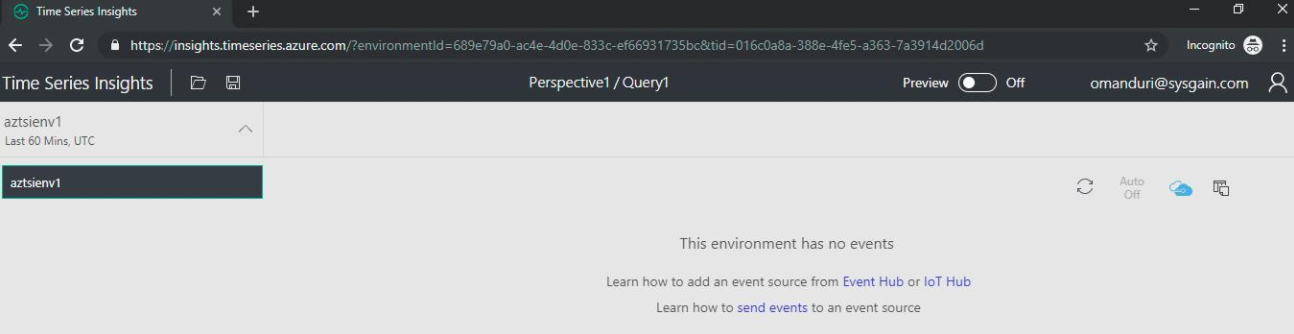 Time Series Insights
https://insights.timeseries.azure.com/?environmentId=689e79a0-ac4e-4d0e-833c-ef66931735bc&tid=016c0a8a-388e-4fe5-a363-7a3914d2006d
Incognito
Time Series Insights
Perspective1 / Query1
Preview Off
omanduri@sysgain.com
aztsienv1
Last 60 Mins, UTC
aztsienv1
Auto
Off
This environment has no events
Learn how to add an event source from Event Hub or IoT Hub
Learn how to send events to an event source